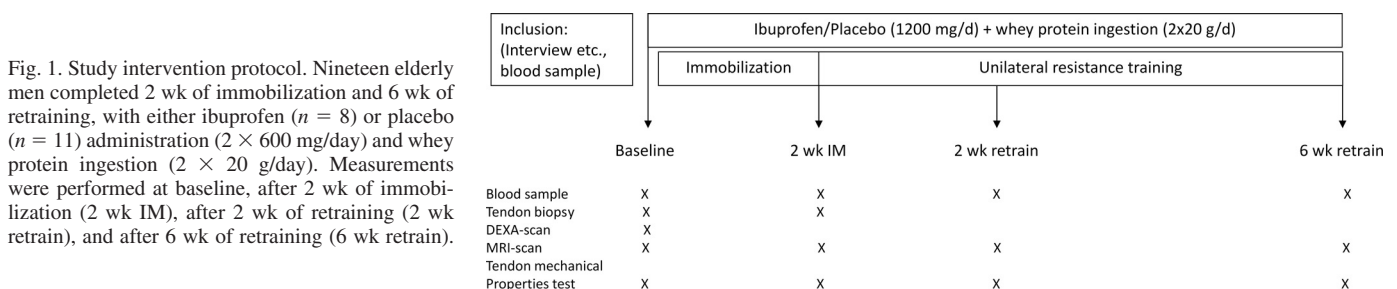 Fig. 1. Study intervention protocol. Nineteen elderly
men completed 2 wk of immobilization and 6 wk of
retraining, with either ibuprofen (n = 8) or placebo
(n = 11) administration (2 × 600 mg/day) and whey
protein ingestion (2 × 20 g/day). Measurements
were performed at baseline, after 2 wk of immobi-
lization (2 wk IM), after 2 wk of retraining (2 wk
retrain), and after 6 wk of retraining (6 wk retrain).
Inclusion:
(Interview etc.,
blood sample)
Ibuprofen/Placebo (1200 mg/d) + whey protein ingestion (2x20 g/d)
Immobilization Unilateral resistance training
Baseline 2 wk IM 2 wk retrain 6 wk retrain
Blood sample X X X X
Tendon biopsy X X
DEXA-scan X
MRI-scan X X X X
Tendon mechanical
Properties test X X X X